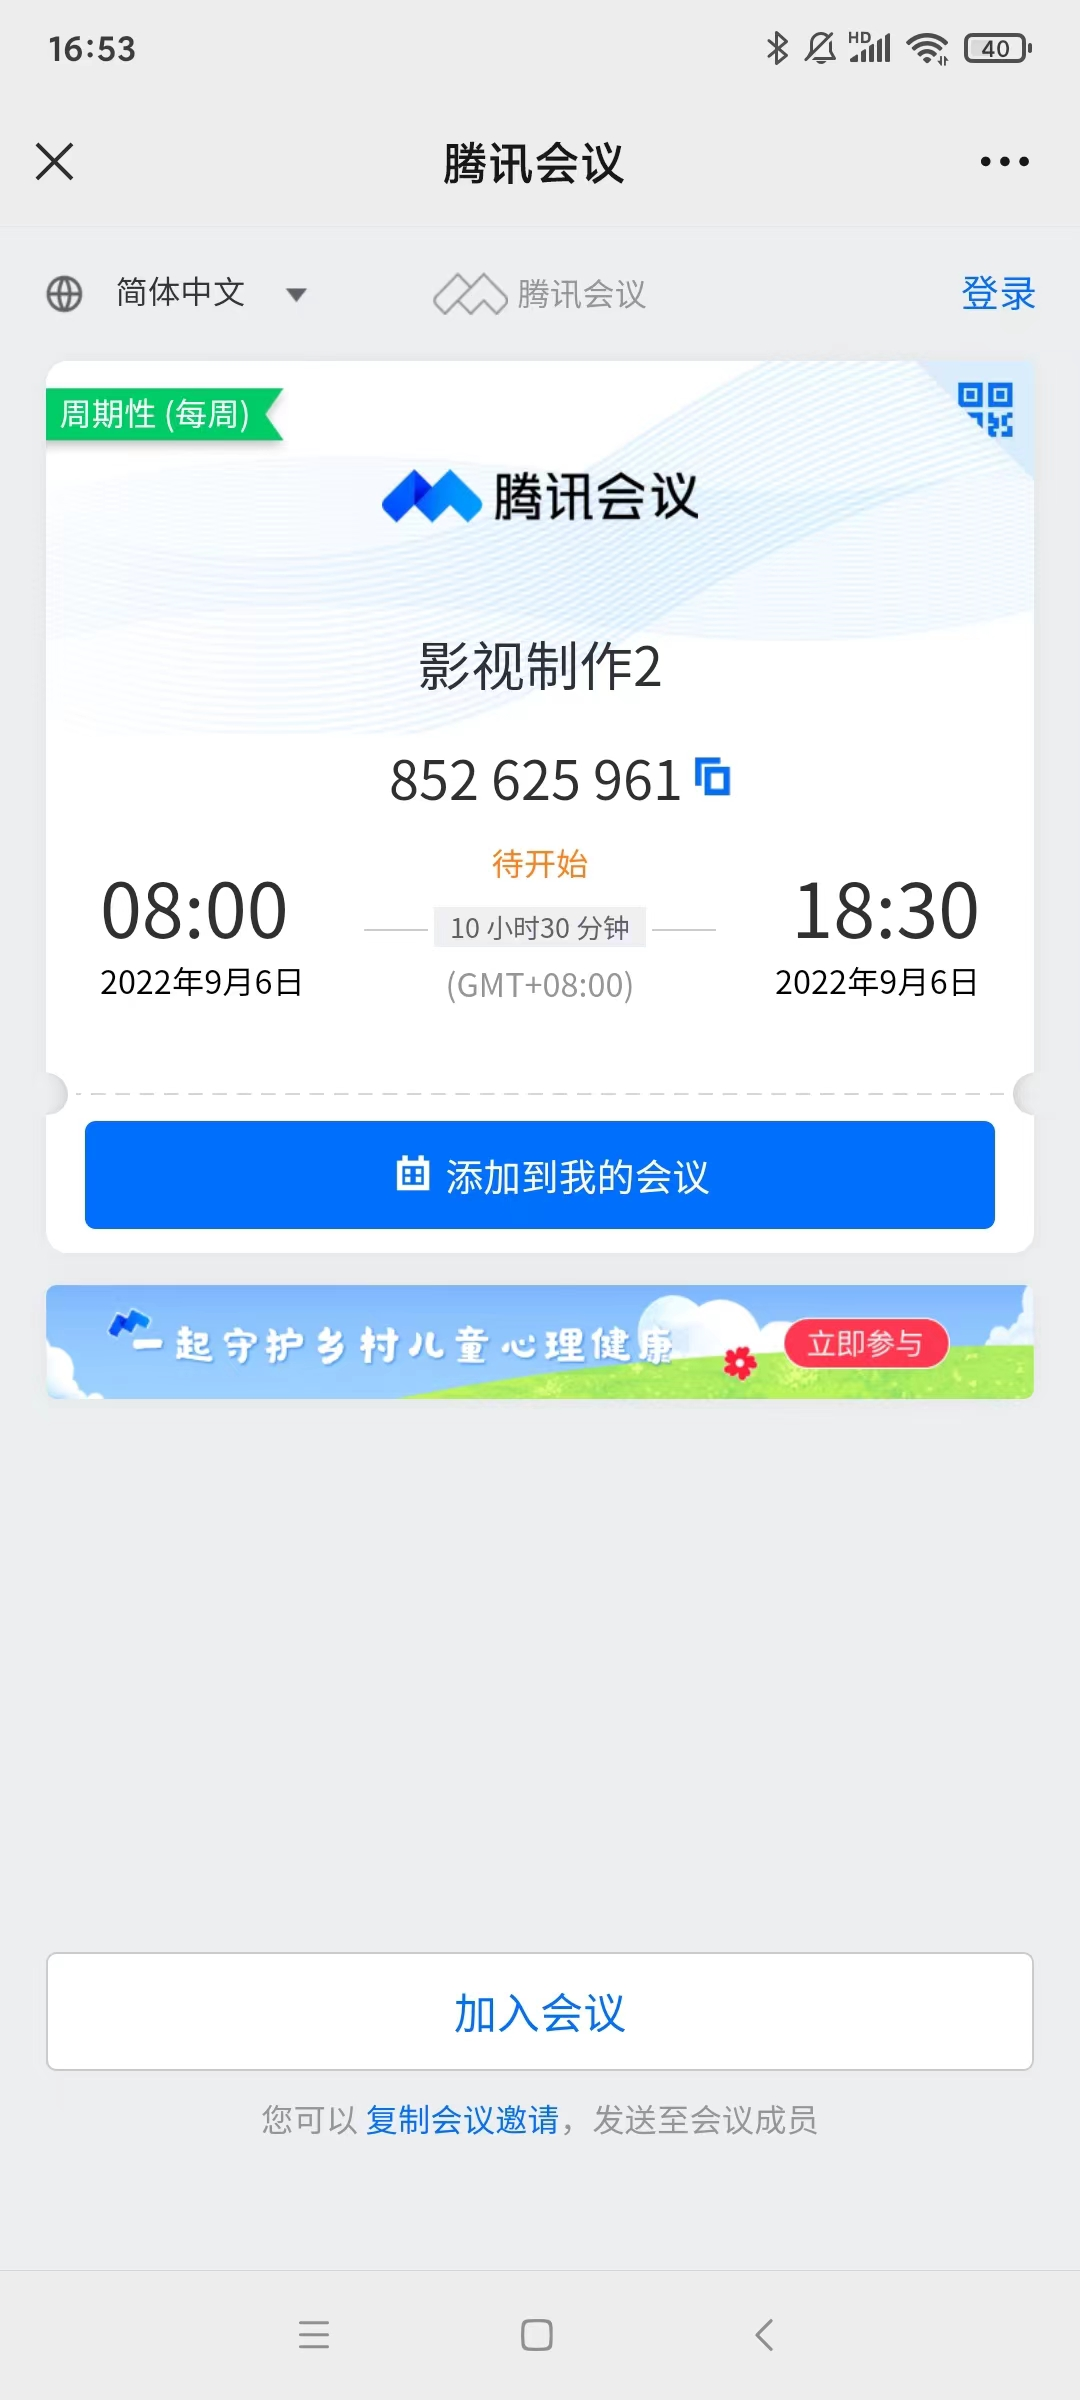 16:53
HD
40
腾讯会议
简体中文
腾讯会议
登录
周期性 (每周)
腾讯会议
影视制作2
852 625 961
待开始
08:00
10 小时30 分钟
18:30
2022年9月6日
(GMT+08:00)
2022年9月6日
添加到我的会议
一起守护乡村儿童心理健康
立即参与
加入会议
您可以 复制会议邀请，发送至会议成员